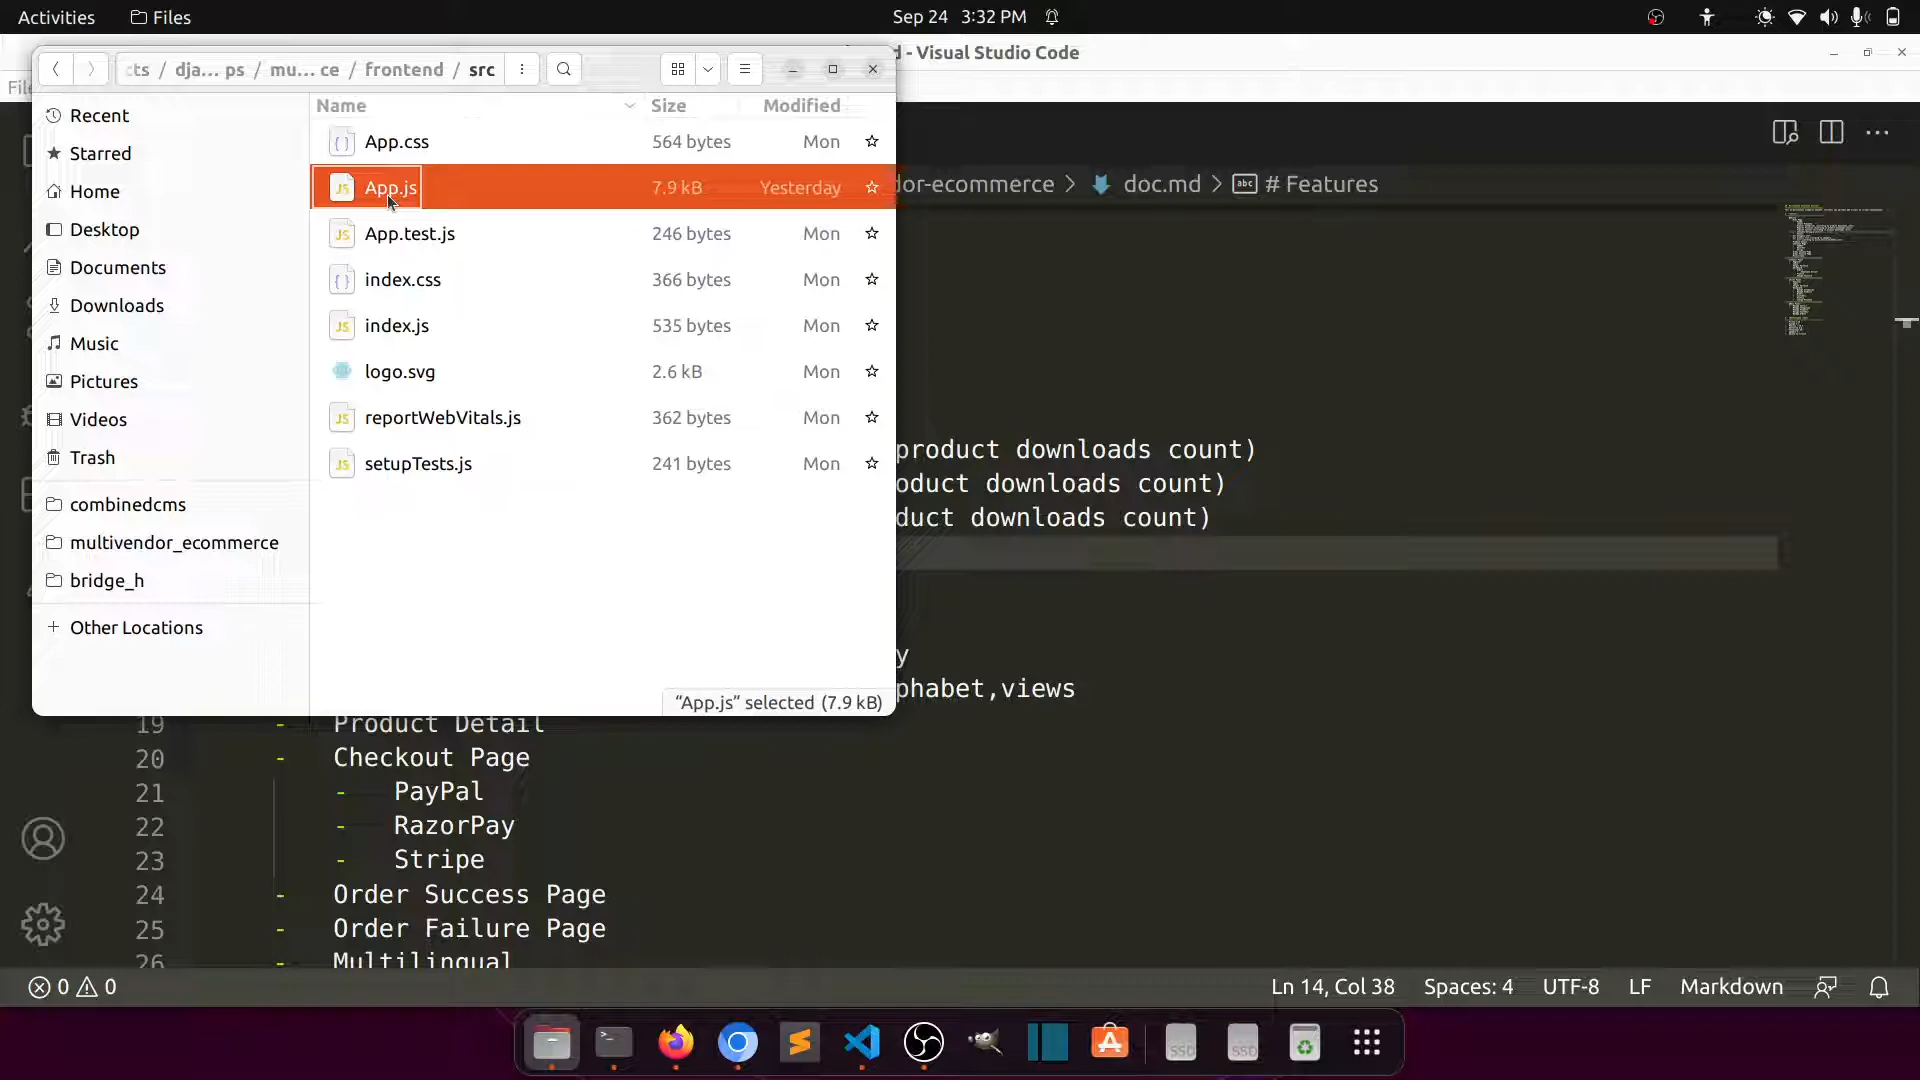 Activities
Files
Sep 24 3:32 PM
d - Visual Studio Code
cts / dja... ps / mu... ce / frontend / src
Name
Size
Modified
Recent
Starred
Home
Desktop
Documents
Downloads
Music
Pictures
Videos
Trash
combinedcms
multivendor_ecommerce
bridge_h
+ Other Locations
App.css 564 bytes Mon
App.js 7.9 kB Yesterday
App.test.js 246 bytes Mon
index.css 366 bytes Mon
index.js 535 bytes Mon
logo.svg 2.6 kB Mon
reportWebVitals.js 362 bytes Mon
setupTests.js 241 bytes Mon
“App.js” selected (7.9 kB)
dor-ecommerce > doc.md > # Features
product downloads count)
oduct downloads count)
duct downloads count)
y
phabet,views
19 - Product Detail
20 - Checkout Page
21 - PayPal
22 - RazorPay
23 - Stripe
24 - Order Success Page
25 - Order Failure Page
26 - Multilingual
0 0
Ln 14, Col 38
Spaces: 4
UTF-8
LF
Markdown